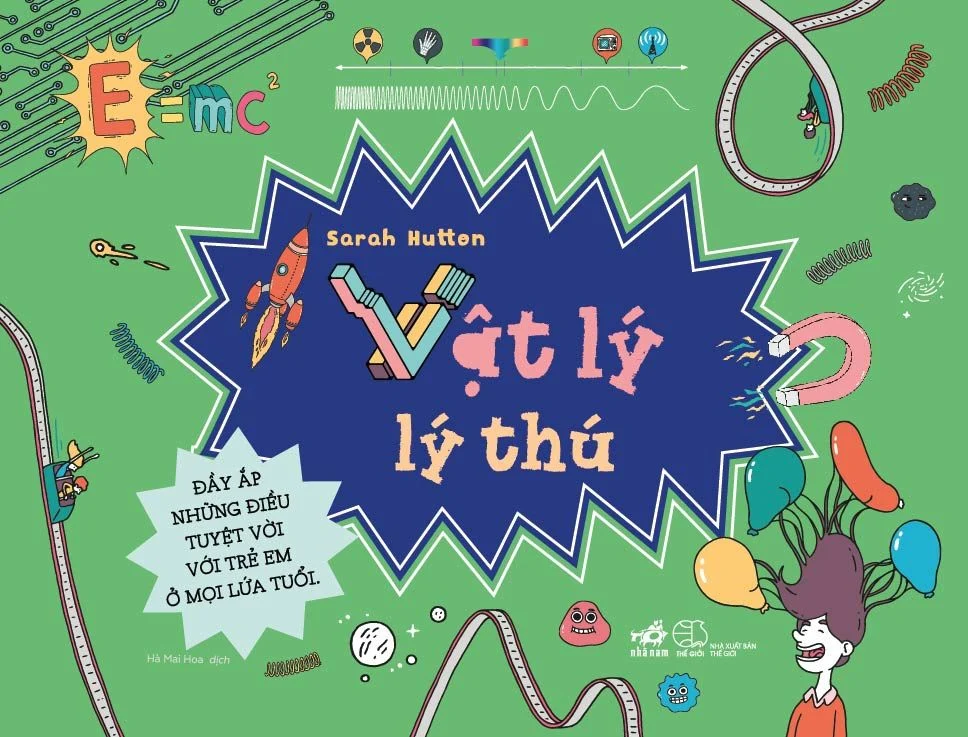 E=mc²
Sarah Hutton
Vật lý
lý thú
ĐẦY ẮP
NHỮNG ĐIỀU
TUYỆT VỜI
VỚI TRẺ EM
Ở MỌI LỨA TUỔI.
Hà Mai Hoa dịch
nhã nam
THẾ GIỚI
NHÀ XUẤT BẢN
THẾ GIỚI